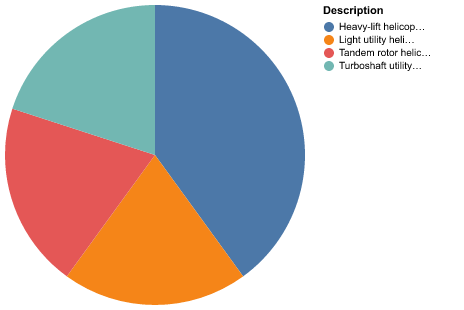 Description
Heavy-lift helicop…
Light utility heli…
Tandem rotor helic…
Turboshaft utility…